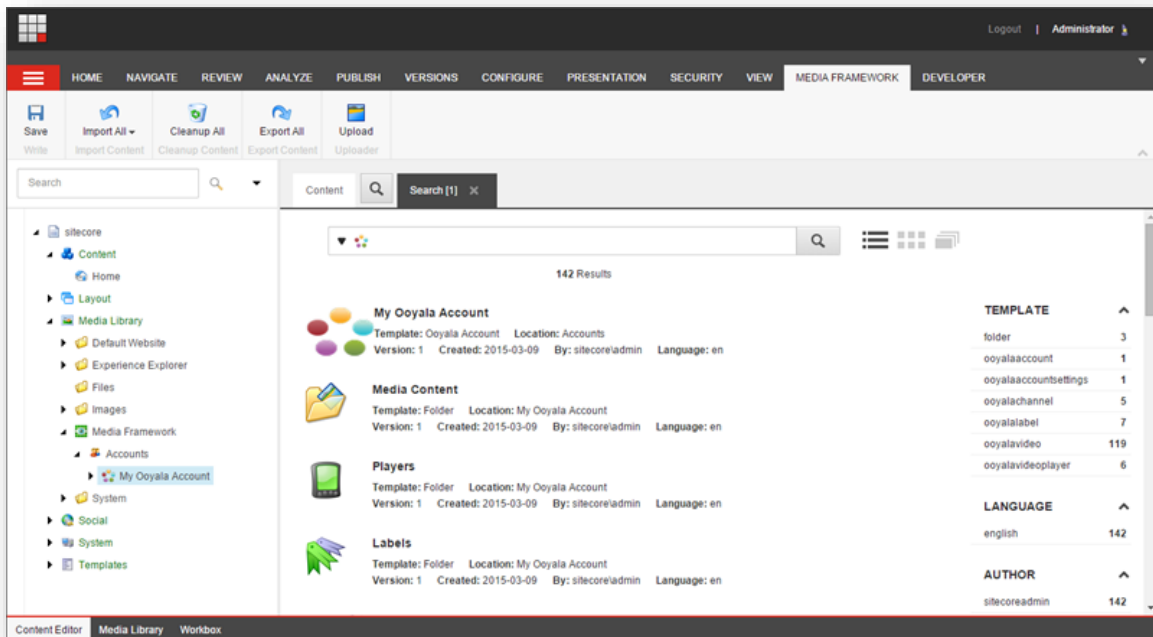 Logout | Administrator
HOME NAVIGATE REVIEW ANALYZE PUBLISH VERSIONS CONFIGURE PRESENTATION SECURITY VIEW MEDIA FRAMEWORK DEVELOPER
Save Import All Cleanup All Export All Upload
Write Import Content Cleanup Content Export Content Uploader
Search
Content
Search [1]
sitecore
Content
Home
Layout
Media Library
Default Website
Experience Explorer
Files
Images
Media Framework
Accounts
My Ooyala Account
System
Social
System
Templates
142 Results
My Ooyala Account
Template: Ooyala Account Location: Accounts
Version: 1 Created: 2015-03-09 By: sitecore\admin Language: en
Media Content
Template: Folder Location: My Ooyala Account
Version: 1 Created: 2015-03-09 By: sitecore\admin Language: en
Players
Template: Folder Location: My Ooyala Account
Version: 1 Created: 2015-03-09 By: sitecore\admin Language: en
Labels
Template: Folder Location: My Ooyala Account
Version: 1 Created: 2015-03-09 By: sitecore\admin Language: en
TEMPLATE
folder 3
ooyalaaccount 1
ooyalaaccountsettings 1
ooyalachannel 5
ooyalalabel 7
ooyalavideo 119
ooyalavideoplayer 6
LANGUAGE
english 142
AUTHOR
sitecoreadmin 142
Content Editor Media Library Workbox